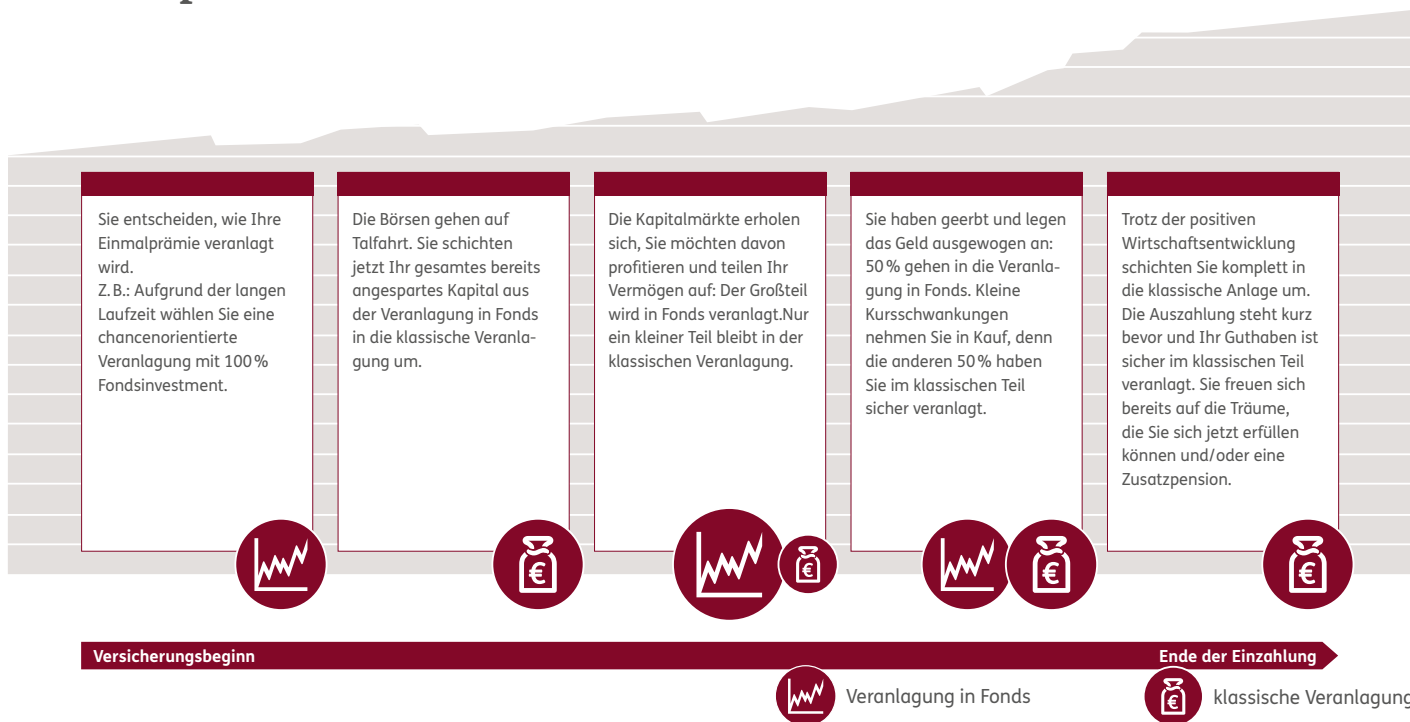 Sie entscheiden, wie Ihre
Einmalprämie veranlagt
wird.
Z. B.: Aufgrund der langen
Laufzeit wählen Sie eine
chancenorientierte
Veranlagung mit 100 %
Fondsinvestment.
Die Börsen gehen auf
Talfahrt. Sie schichten
jetzt Ihr gesamtes bereits
angespartes Kapital aus
der Veranlagung in Fonds
in die klassische Veranla-
gung um.
Die Kapitalmärkte erholen
sich, Sie möchten davon
profitieren und teilen Ihr
Vermögen auf: Der Großteil
wird in Fonds veranlagt.Nur
ein kleiner Teil bleibt in der
klassischen Veranlagung.
Sie haben geerbt und legen
das Geld ausgewogen an:
50 % gehen in die Veranla-
gung in Fonds. Kleine
Kursschwankungen
nehmen Sie in Kauf, denn
die anderen 50 % haben
Sie im klassischen Teil
sicher veranlagt.
Trotz der positiven
Wirtschaftsentwicklung
schichten Sie komplett in
die klassische Anlage um.
Die Auszahlung steht kurz
bevor und Ihr Guthaben ist
sicher im klassischen Teil
veranlagt. Sie freuen sich
bereits auf die Träume,
die Sie sich jetzt erfüllen
können und/oder eine
Zusatzpension.
€
€
€
€
Versicherungsbeginn
Ende der Einzahlung
Veranlagung in Fonds
€
klassische Veranlagung